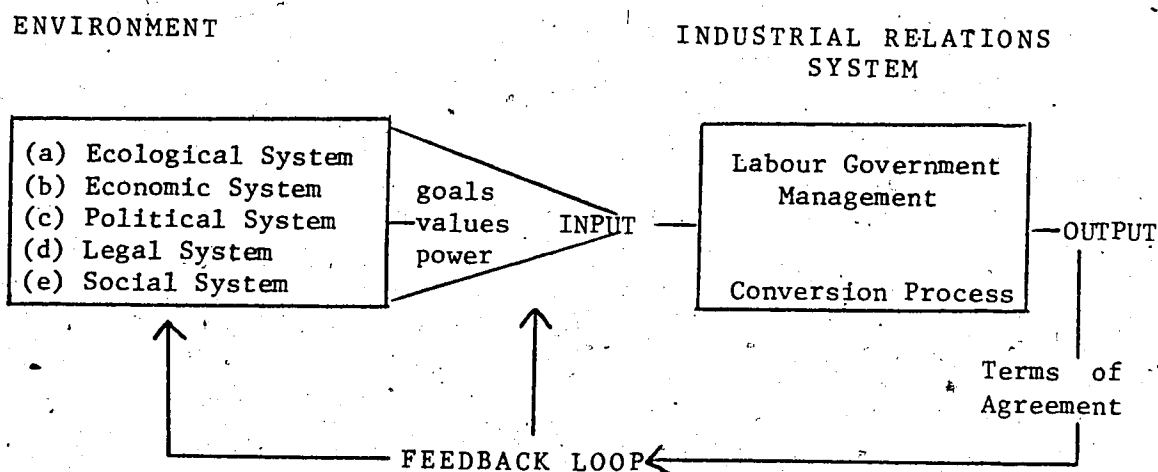 ENVIRONMENT
INDUSTRIAL RELATIONS
SYSTEM
(a) Ecological System
(b) Economic System
(c) Political System
(d) Legal System
(e) Social System
goals
values
power
INPUT
Labour Government
Management
Conversion Process
OUTPUT
Terms of
Agreement
FEEDBACK LOOP